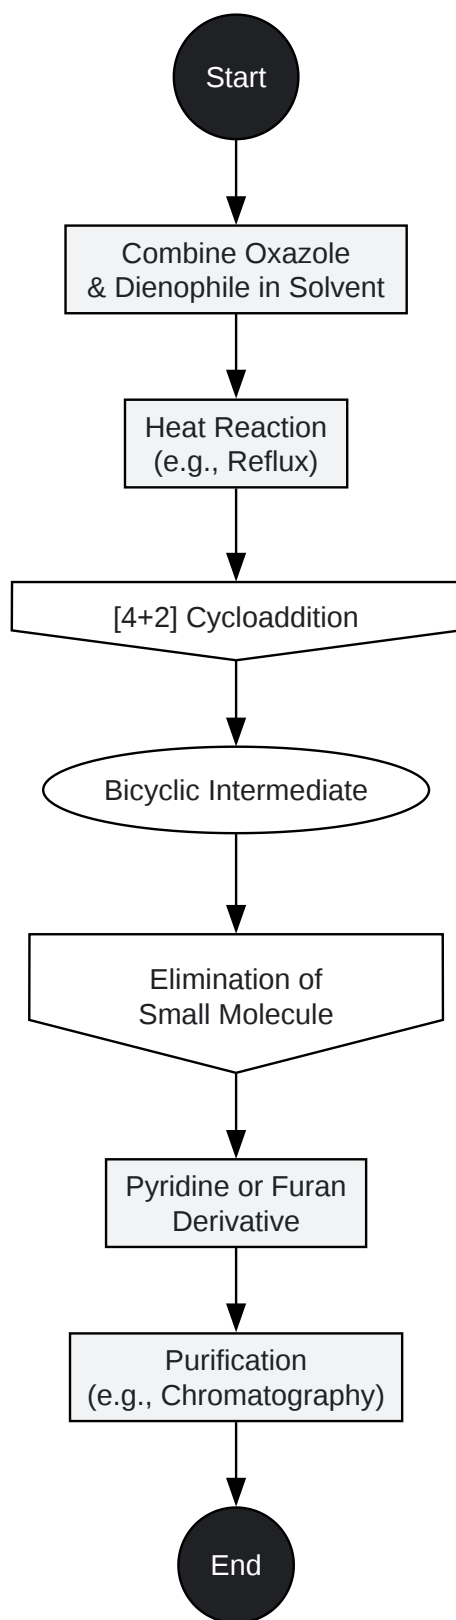 Start
Combine Oxazole
& Dienophile in Solvent
Heat Reaction
(e.g., Reflux)
[4+2] Cycloaddition
Bicyclic Intermediate
Elimination of
Small Molecule
Pyridine or Furan
Derivative
Purification
(e.g., Chromatography)
End